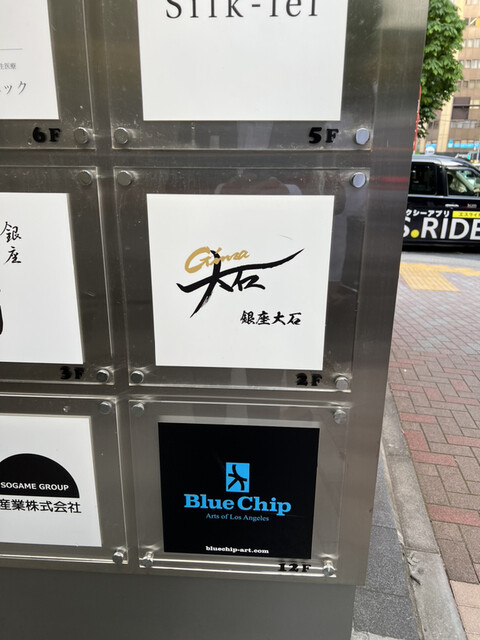 Silk-lei
ック
6F
5F
銀座
Ginza
大石
銀座大石
3F
2F
SOGAME GROUP
産業株式会社
Blue Chip
Arts of Los Angeles
bluechip-art.com
12F
クシーアプリ
S.RIDE